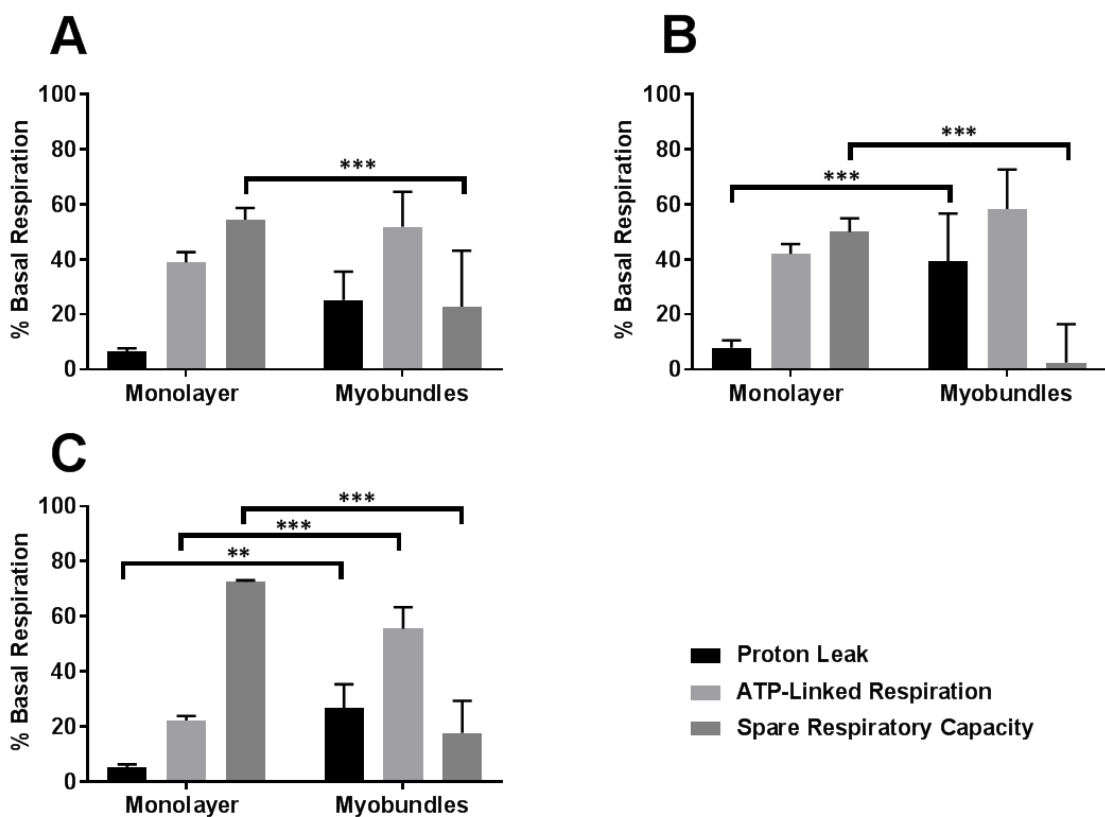 A
% Basal Respiration
100
80
60
40
20
0
***
Monolayer Myobundles
B
% Basal Respiration
100
80
60
40
20
0
***
***
Monolayer Myobundles
C
% Basal Respiration
100
80
60
40
20
0
***
***
**
Monolayer Myobundles
Proton Leak
ATP-Linked Respiration
Spare Respiratory Capacity